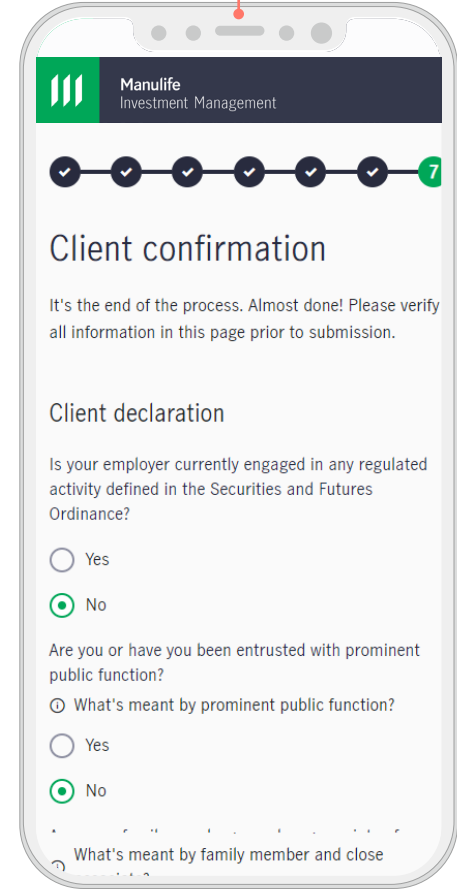 Manulife
Investment Management
7
Client confirmation
It's the end of the process. Almost done! Please verify
all information in this page prior to submission.
Client declaration
Is your employer currently engaged in any regulated
activity defined in the Securities and Futures
Ordinance?
Yes
No
Are you or have you been entrusted with prominent
public function?
What's meant by prominent public function?
Yes
No
What's meant by family member and close